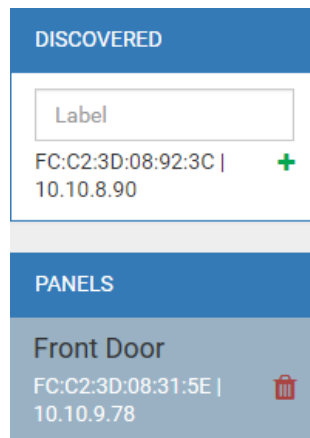 DISCOVERED
Label
FC:C2:3D:08:92:3C |
10.10.8.90
PANELS
Front Door
FC:C2:3D:08:31:5E |
10.10.9.78